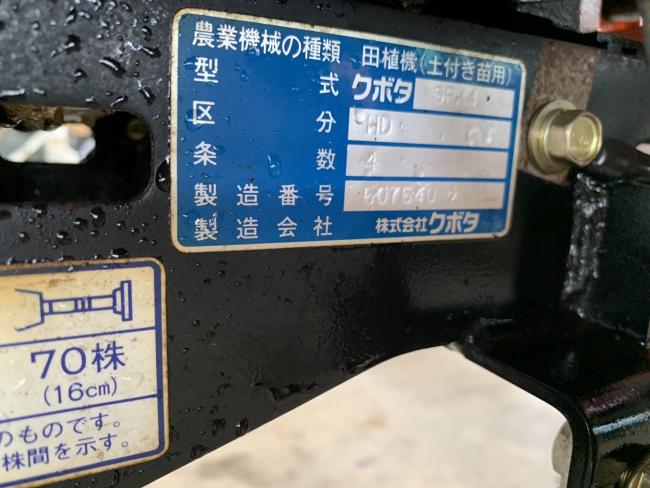 農業機械の種類 田植機(土付き苗用)
型式 クボタ
区分 HD
条数 4
製造番号
製造会社 株式会社クボタ
70株
(16cm)
のものです。
株間を示す。